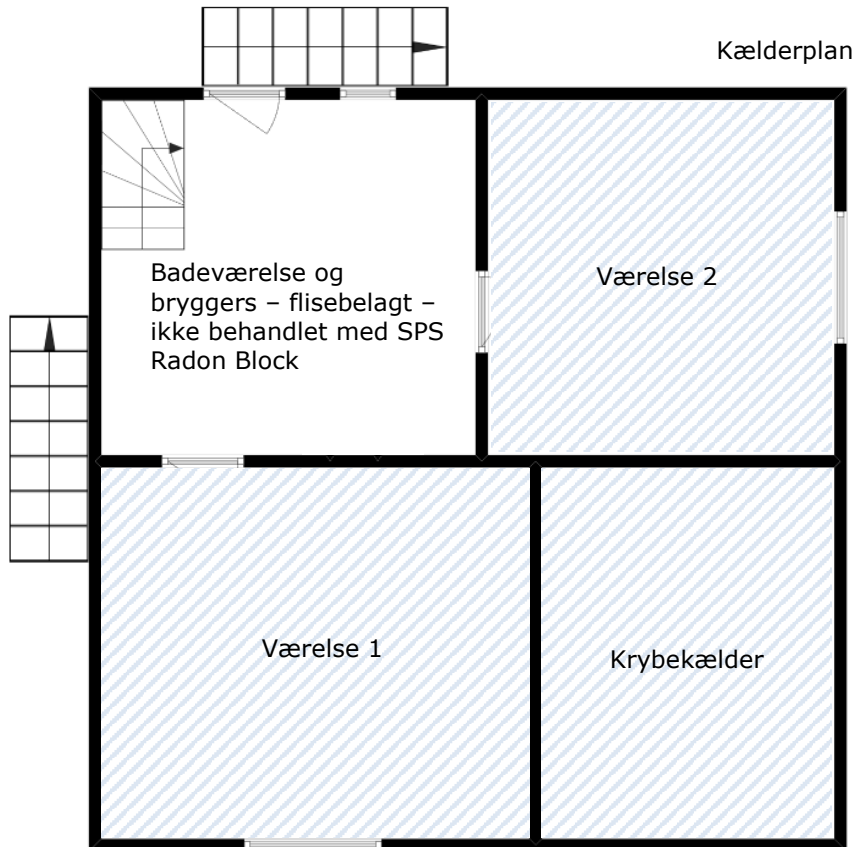 Kælderplan
Badeværelse og
bryggers – flisebelagt –
ikke behandlet med SPS
Radon Block
Værelse 2
Værelse 1
Krybekælder